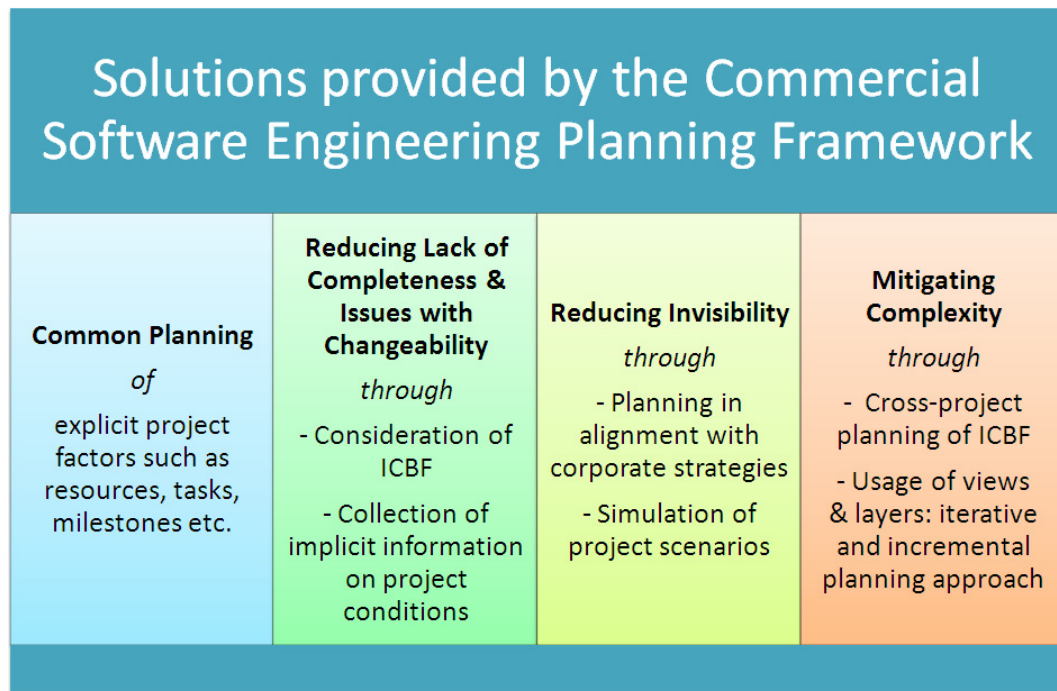 Solutions provided by the Commercial
Software Engineering Planning Framework
Common Planning
of
explicit project
factors such as
resources, tasks,
milestones etc.
Reducing Lack of
Completeness &
Issues with
Changeability
through
- Consideration of
ICBF
- Collection of
implicit information
on project
conditions
Reducing Invisibility
through
- Planning in
alignment with
corporate strategies
- Simulation of
project scenarios
Mitigating
Complexity
through
- Cross-project
planning of ICBF
- Usage of views
& layers: iterative
and incremental
planning approach